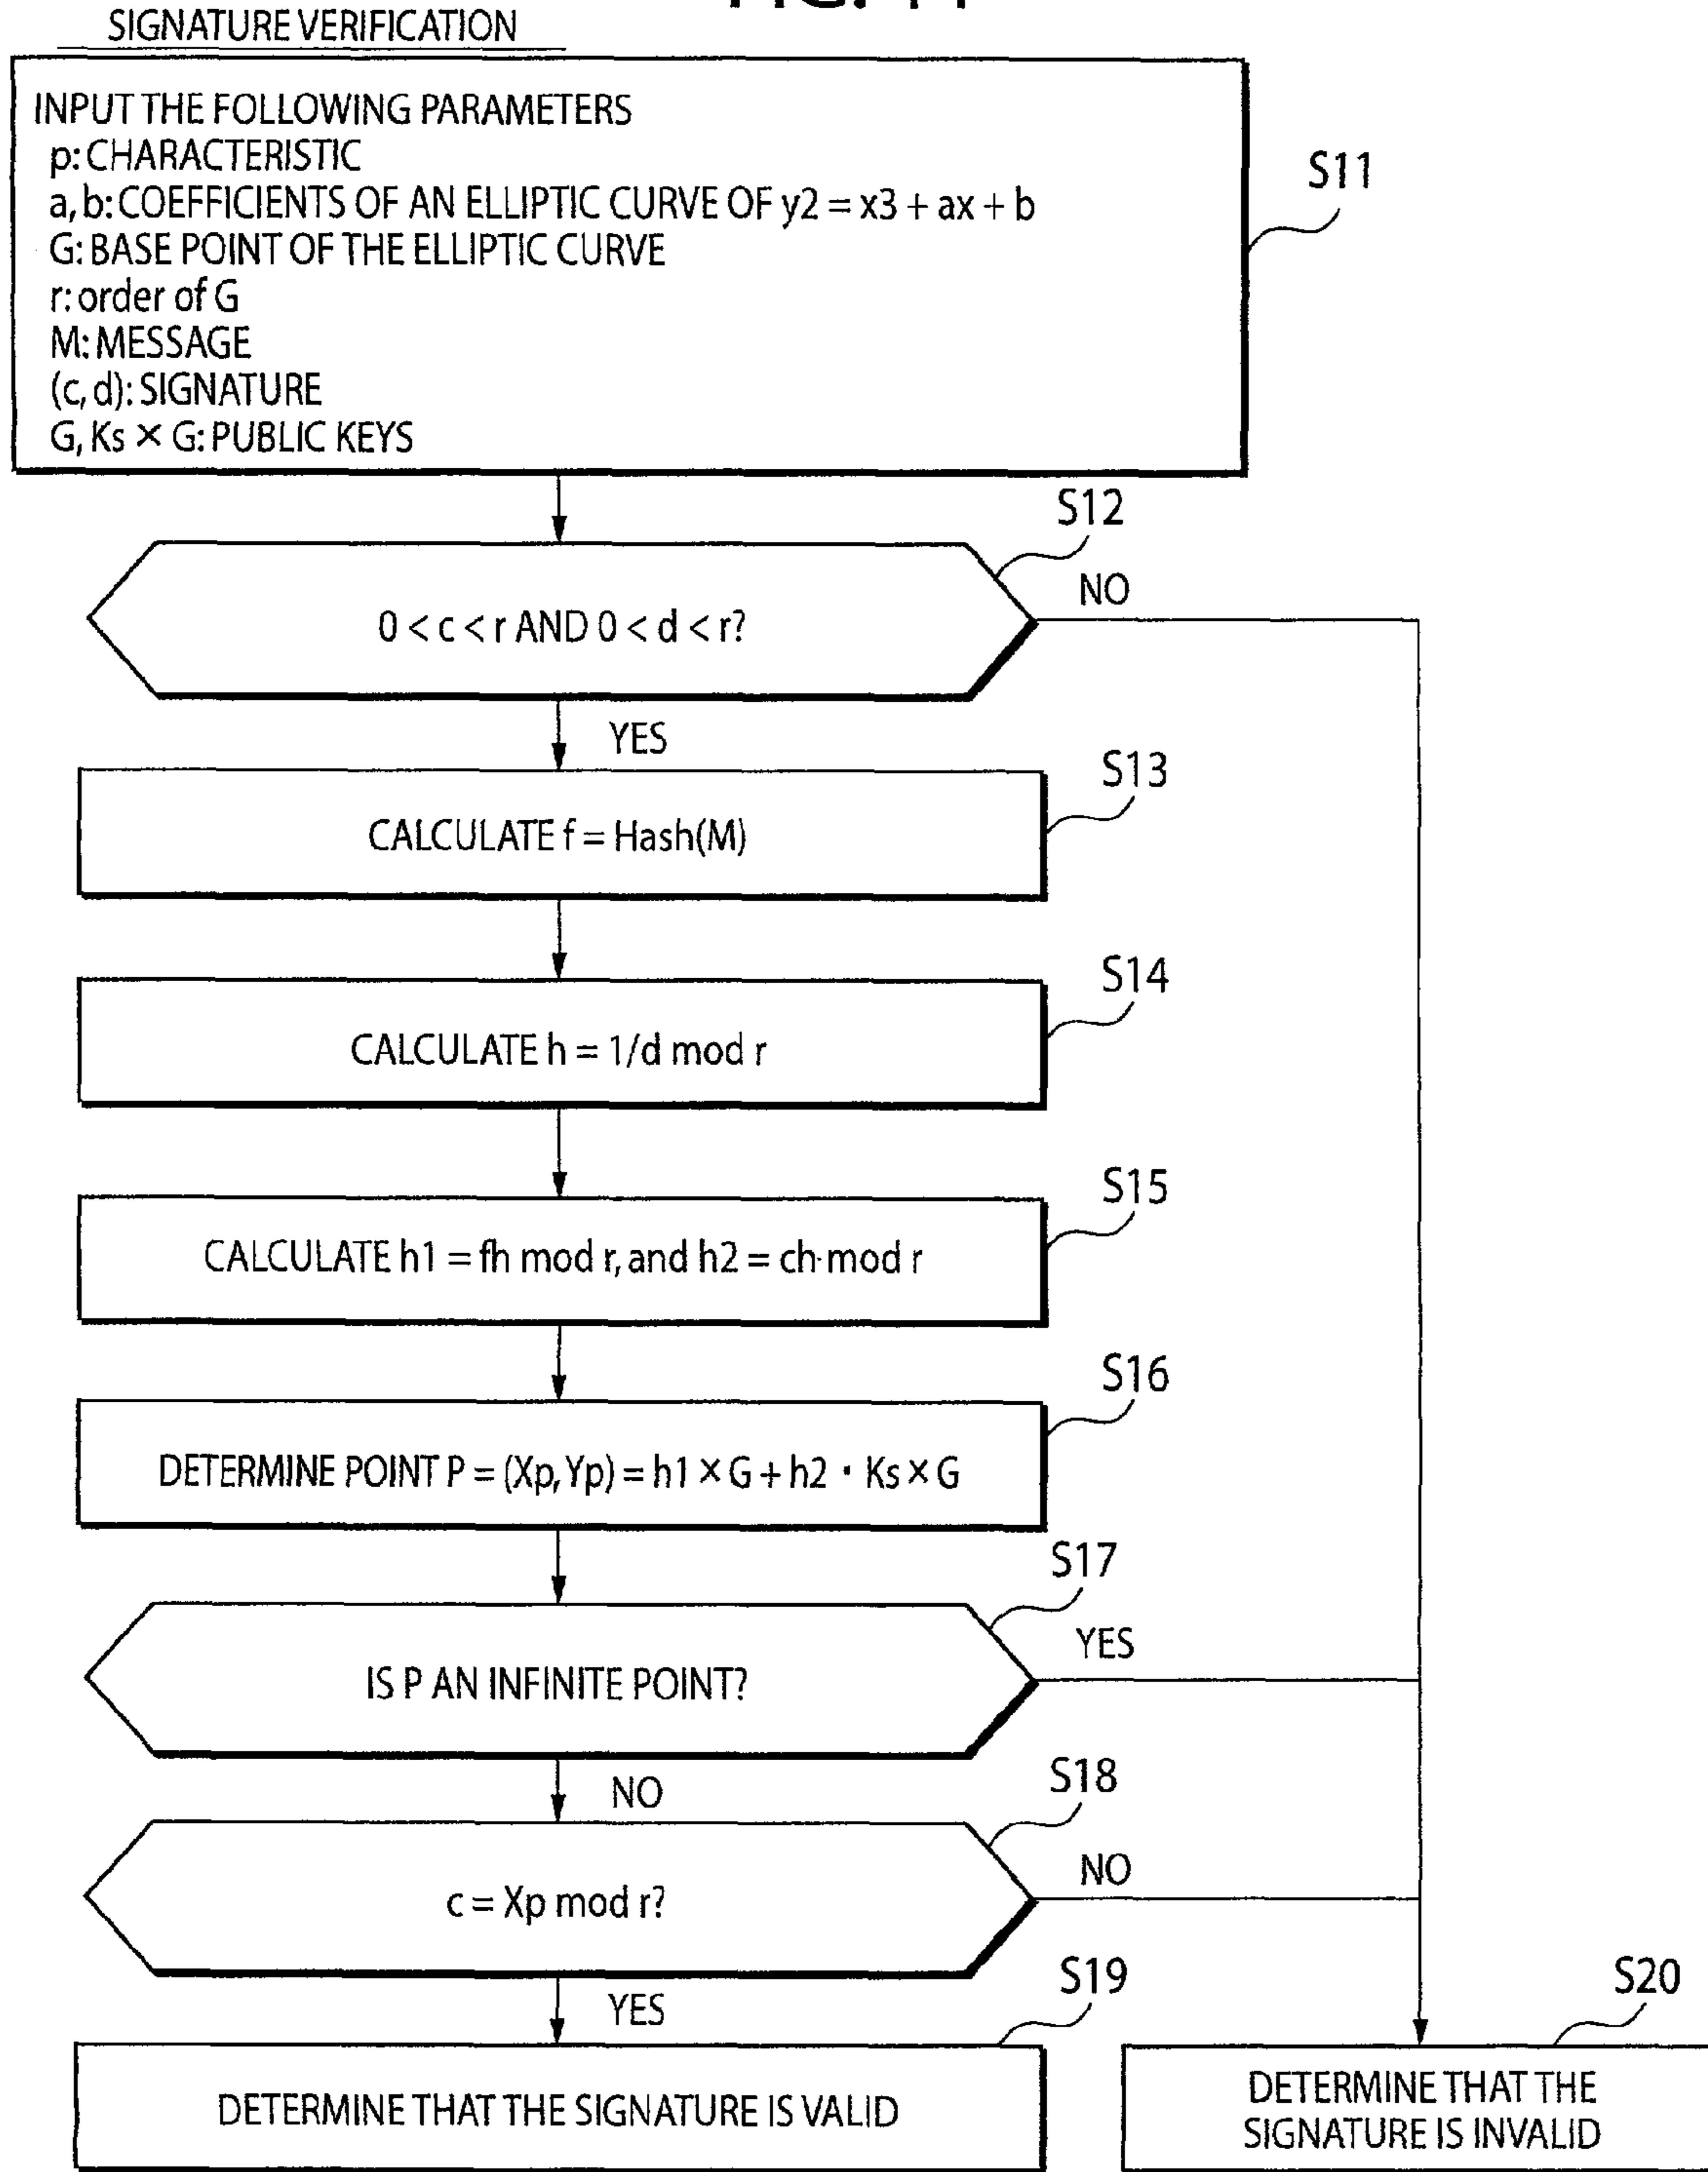 SIGNATURE VERIFICATION
INPUT THE FOLLOWING PARAMETERS
p: CHARACTERISTIC
a, b: COEFFICIENTS OF AN ELLIPTIC CURVE OF y2 = x3 + ax + b
G: BASE POINT OF THE ELLIPTIC CURVE
r: order of G
M: MESSAGE
(c, d): SIGNATURE
G, Ks × G: PUBLIC KEYS
S11
S12
0 < c < r AND 0 < d < r?
NO
YES
S13
CALCULATE f = Hash(M)
S14
CALCULATE h = 1/d mod r
S15
CALCULATE h1 = fh mod r, and h2 = ch mod r
S16
DETERMINE POINT P = (Xp, Yp) = h1 × G + h2 · Ks × G
S17
IS P AN INFINITE POINT?
YES
NO
S18
c = Xp mod r?
NO
YES
S19
DETERMINE THAT THE SIGNATURE IS VALID
S20
DETERMINE THAT THE
SIGNATURE IS INVALID